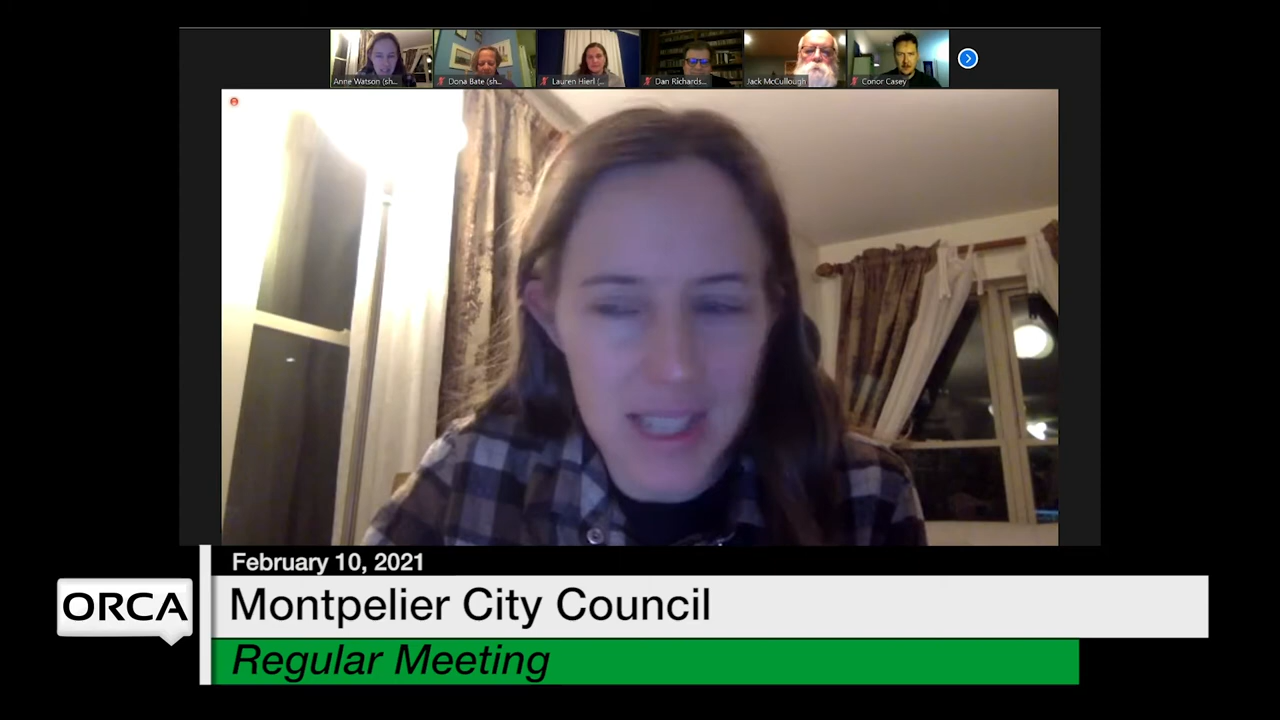 Anne Watson (sh...
Dona Bate (sh...
Lauren Hierl (...
Dan Richards...
Jack McCullough
Conor Casey
February 10, 2021
ORCA
Montpelier City Council
Regular Meeting